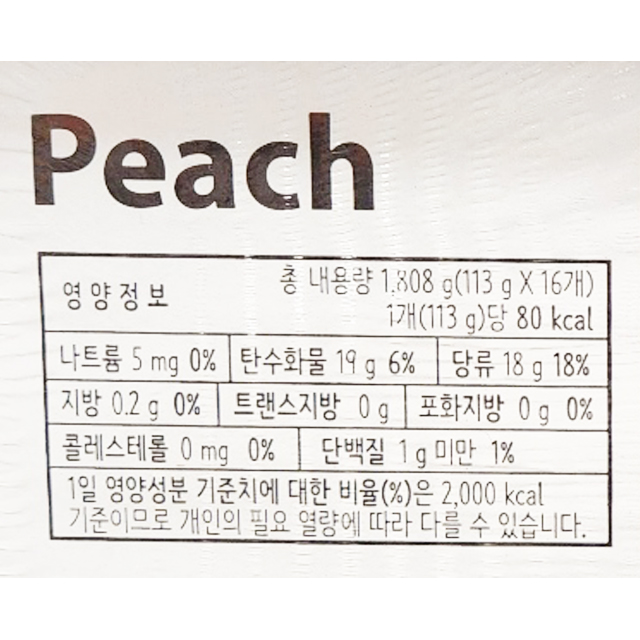 Peach
영양정보
총 내용량 1,808 g(113 g X 16개)
1개(113 g)당 80 kcal
나트륨 5 mg 0% 탄수화물 19 g 6% 당류 18 g 18%
지방 0.2 g 0% 트랜스지방 0 g 포화지방 0 g 0%
콜레스테롤 0 mg 0% 단백질 1 g 미만 1%
1일 영양성분 기준치에 대한 비율(%)은 2,000 kcal
기준이므로 개인의 필요 열량에 따라 다를 수 있습니다.